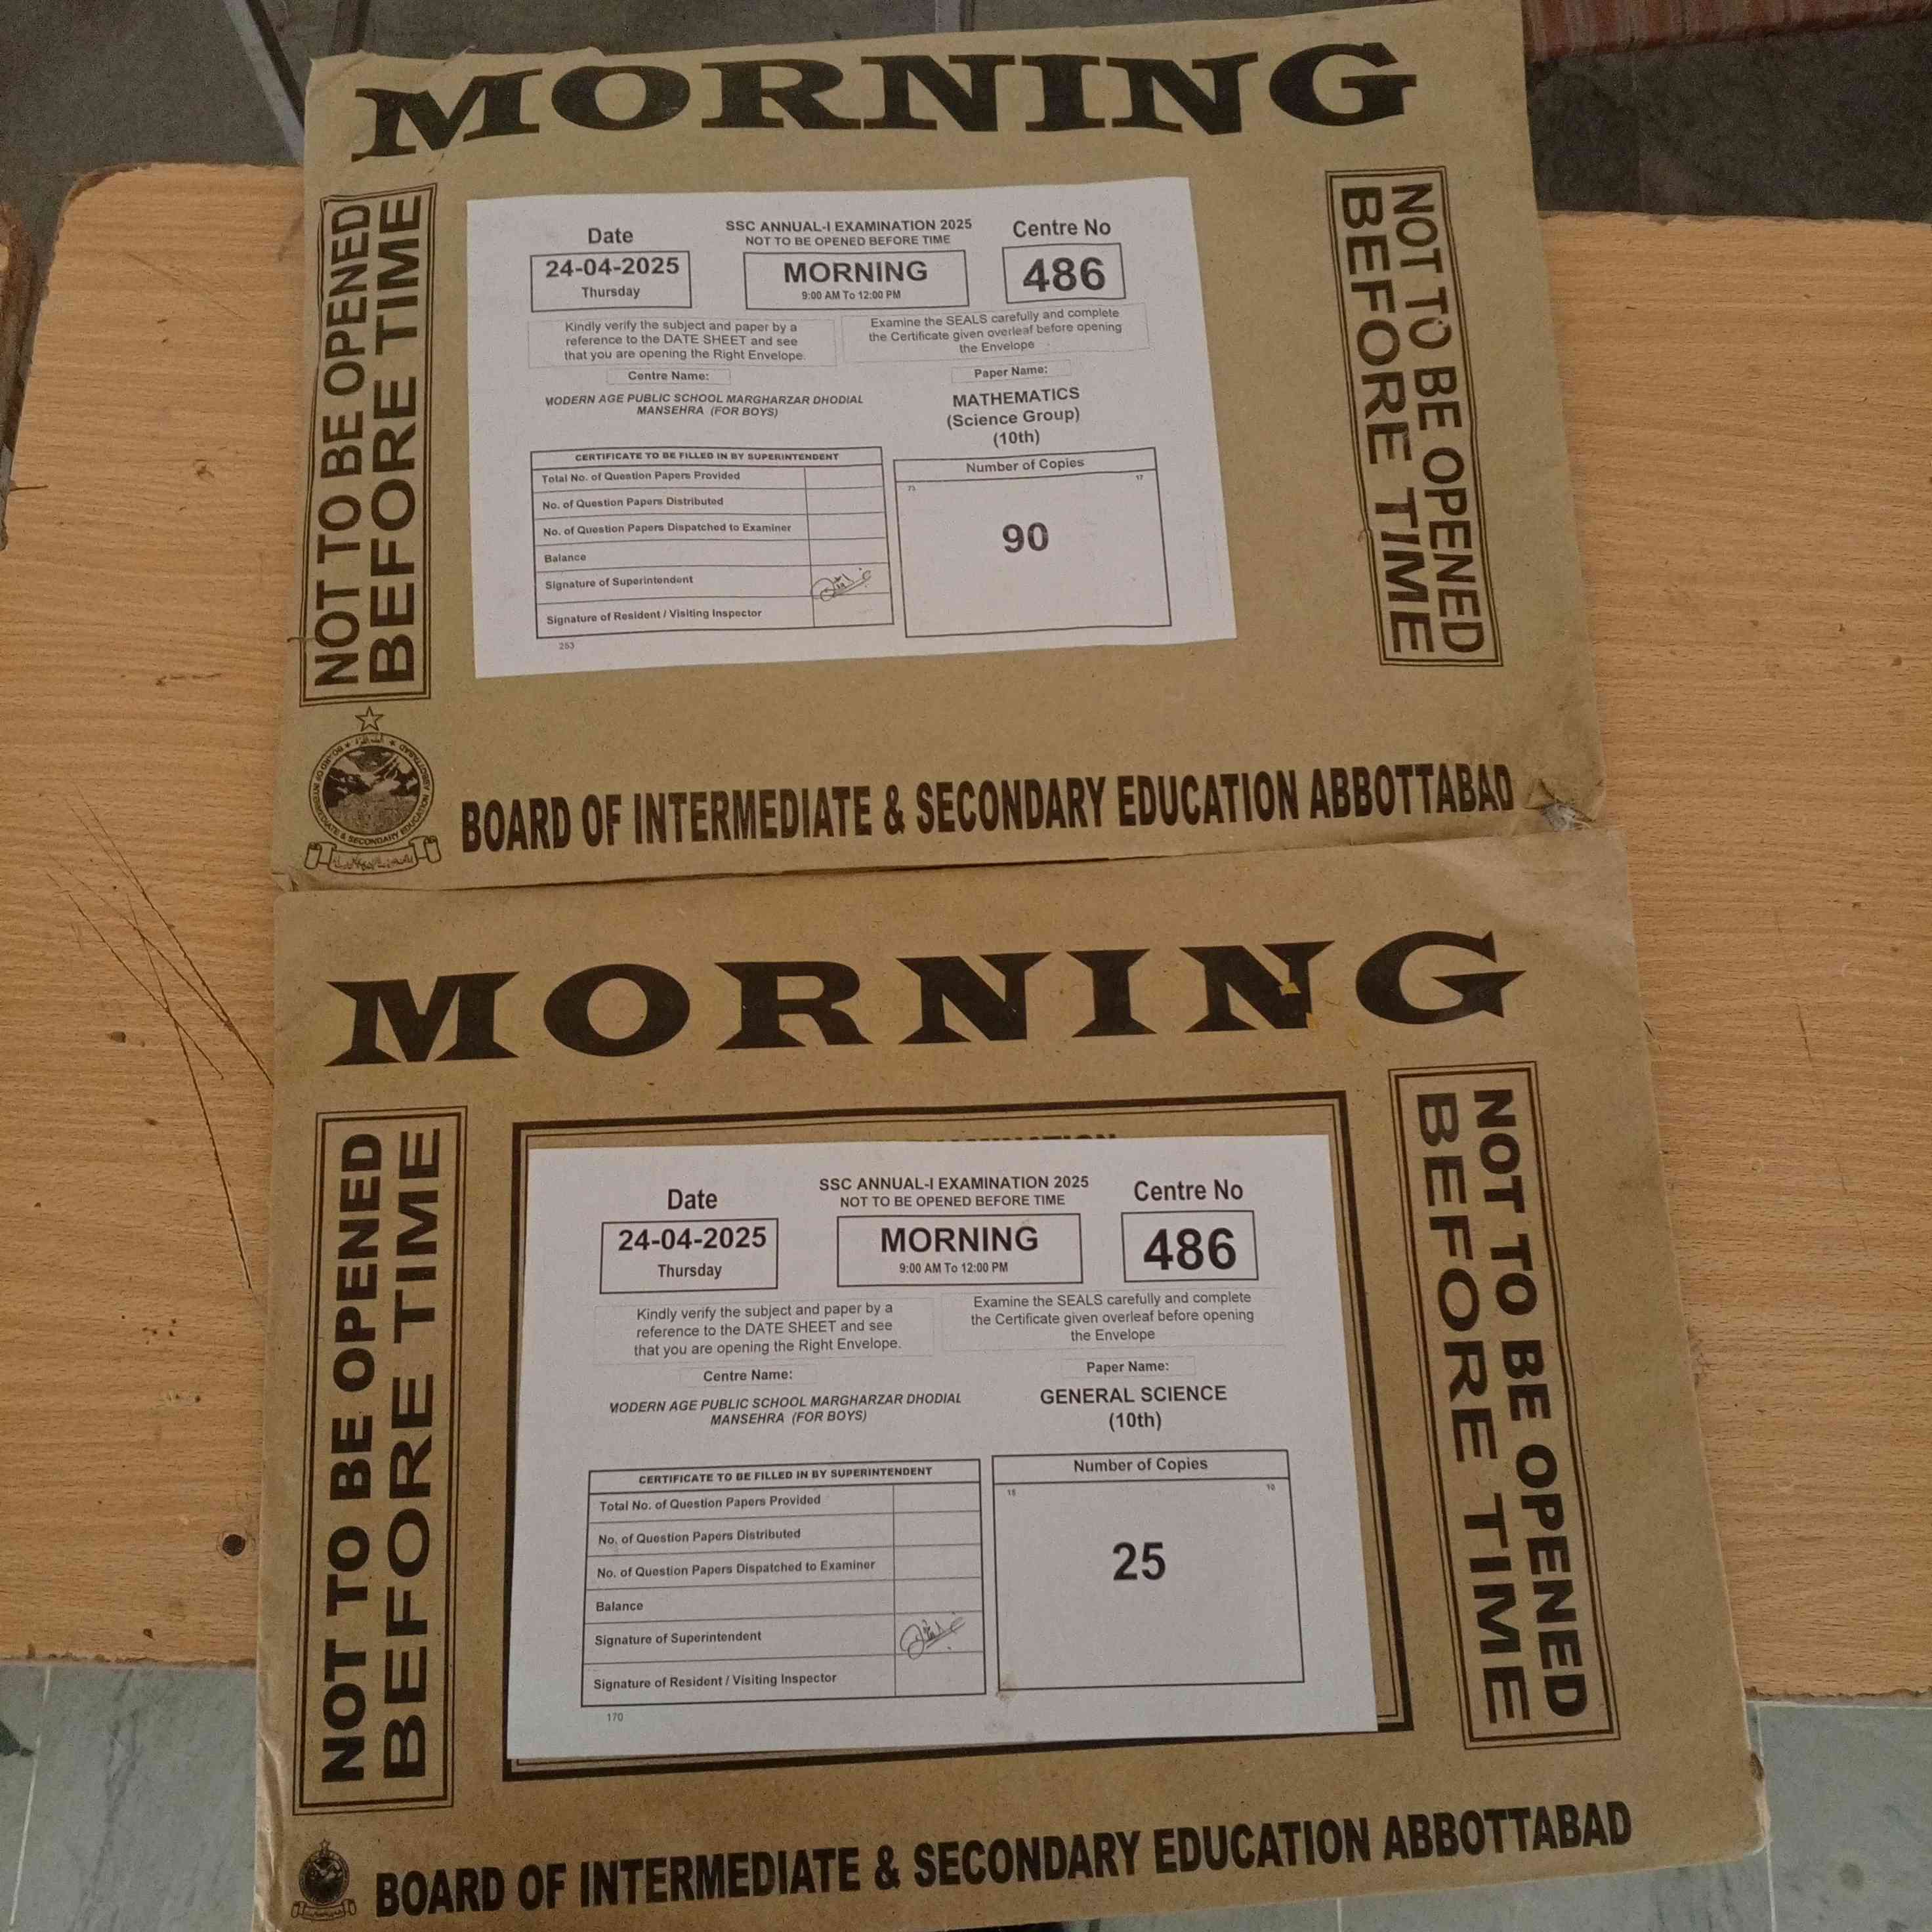 MORNING
NOT TO BE OPENED
BEFORE TIME
NOT TO BE OPENED
BEFORE TIME
SSC ANNUAL-I EXAMINATION 2025
NOT TO BE OPENED BEFORE TIME
Date
24-04-2025
Thursday
MORNING
9:00 AM To 12:00 PM
Centre No
486
Kindly verify the subject and paper by a
reference to the DATE SHEET and see
that you are opening the Right Envelope.
Examine the SEALS carefully and complete
the Certificate given overleaf before opening
the Envelope
Centre Name:
MODERN AGE PUBLIC SCHOOL MARGHARZAR DHODIAL
MANSEHRA (FOR BOYS)
Paper Name:
MATHEMATICS
(Science Group)
(10th)
CERTIFICATE TO BE FILLED IN BY SUPERINTENDENT
Total No. of Question Papers Provided
No. of Question Papers Distributed
No. of Question Papers Dispatched to Examiner
Balance
Signature of Superintendent
Signature of Resident / Visiting Inspector
253
Number of Copies
17
90
BOARD OF INTERMEDIATE & SECONDARY EDUCATION ABBOTTABAD
MORNING
NOT TO BE OPENED
BEFORE TIME
NOT TO BE OPENED
BEFORE TIME
SSC ANNUAL-I EXAMINATION 2025
NOT TO BE OPENED BEFORE TIME
Date
24-04-2025
Thursday
MORNING
9:00 AM To 12:00 PM
Centre No
486
Kindly verify the subject and paper by a
reference to the DATE SHEET and see
that you are opening the Right Envelope.
Examine the SEALS carefully and complete
the Certificate given overleaf before opening
the Envelope
Centre Name:
MODERN AGE PUBLIC SCHOOL MARGHARZAR DHODIAL
MANSEHRA (FOR BOYS)
Paper Name:
GENERAL SCIENCE
(10th)
CERTIFICATE TO BE FILLED IN BY SUPERINTENDENT
Total No. of Question Papers Provided
No. of Question Papers Distributed
No. of Question Papers Dispatched to Examiner
Balance
Signature of Superintendent
Signature of Resident / Visiting Inspector
170
Number of Copies
25
BOARD OF INTERMEDIATE & SECONDARY EDUCATION ABBOTTABAD